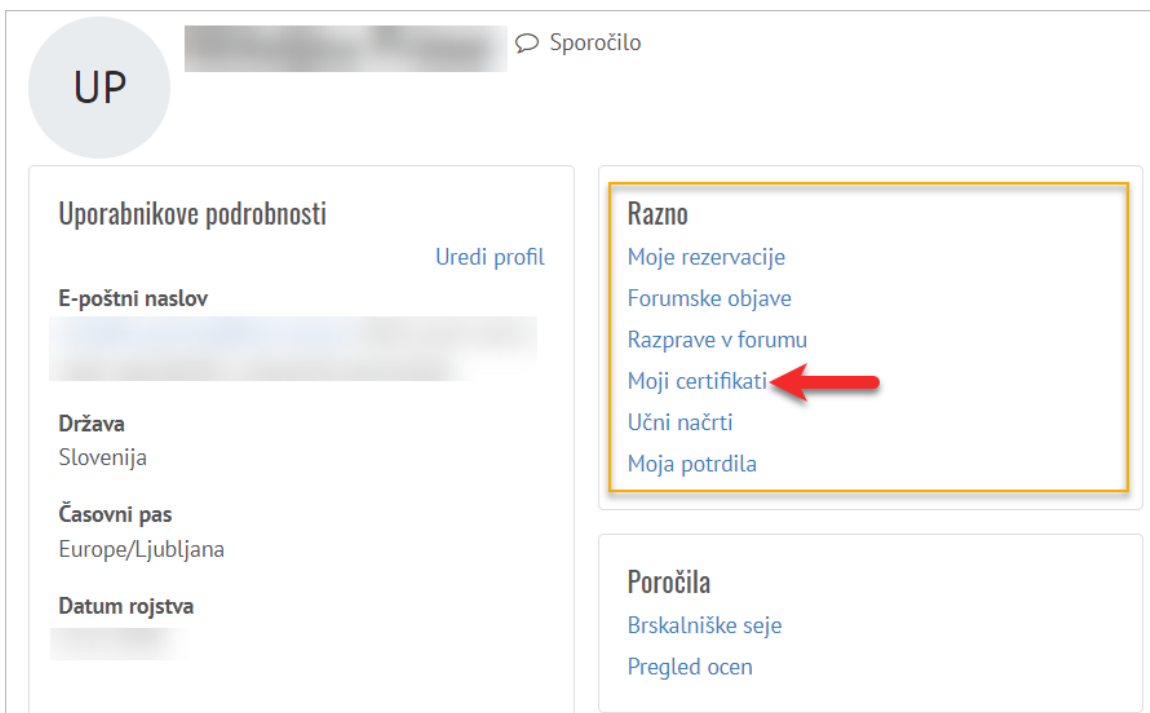 UP
Sporočilo
Uporabnikove podrobnosti
Uredi profil
E-poštni naslov
Država
Slovenija
Časovni pas
Europe/Ljubljana
Datum rojstva
Razno
Moje rezervacije
Forumske objave
Razprave v forumu
Moji certifikati
Učni načrti
Moja potrdila
Poročila
Brskalniške seje
Pregled ocen